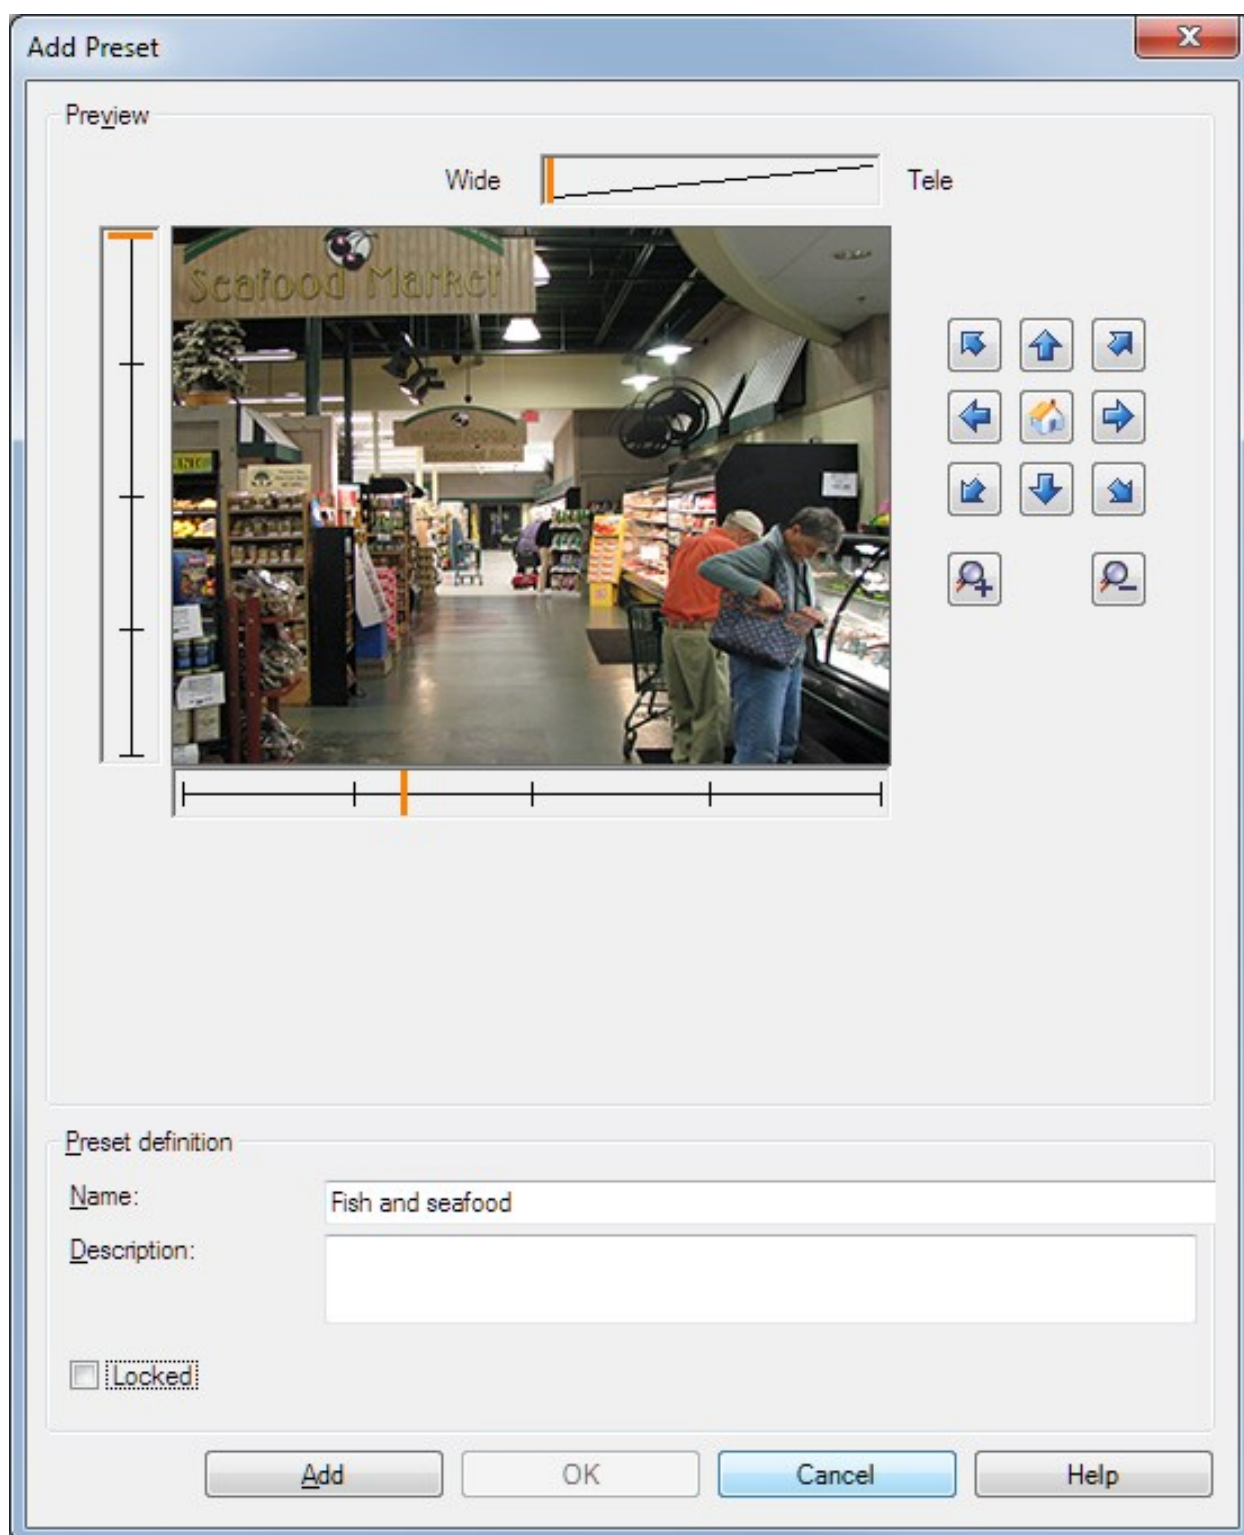 Add Preset
Preview
Wide
Tele
Seafood Market
Preset definition
Name:
Fish and seafood
Description:
Locked
Add
OK
Cancel
Help